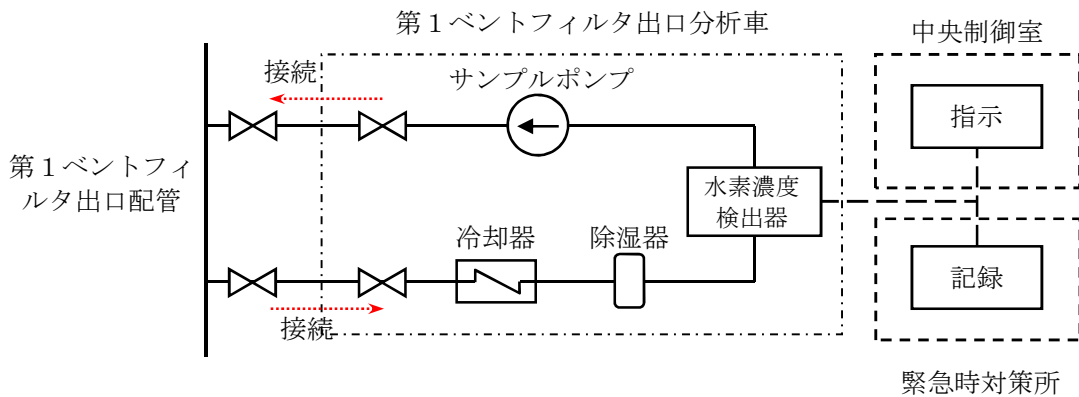 第１ベントフィルタ出口分析車
中央制御室
接続
サンプルポンプ
指示
第１ベントフィ
ルタ出口配管
水素濃度
検出器
冷却器
除湿器
記録
接続
緊急時対策所